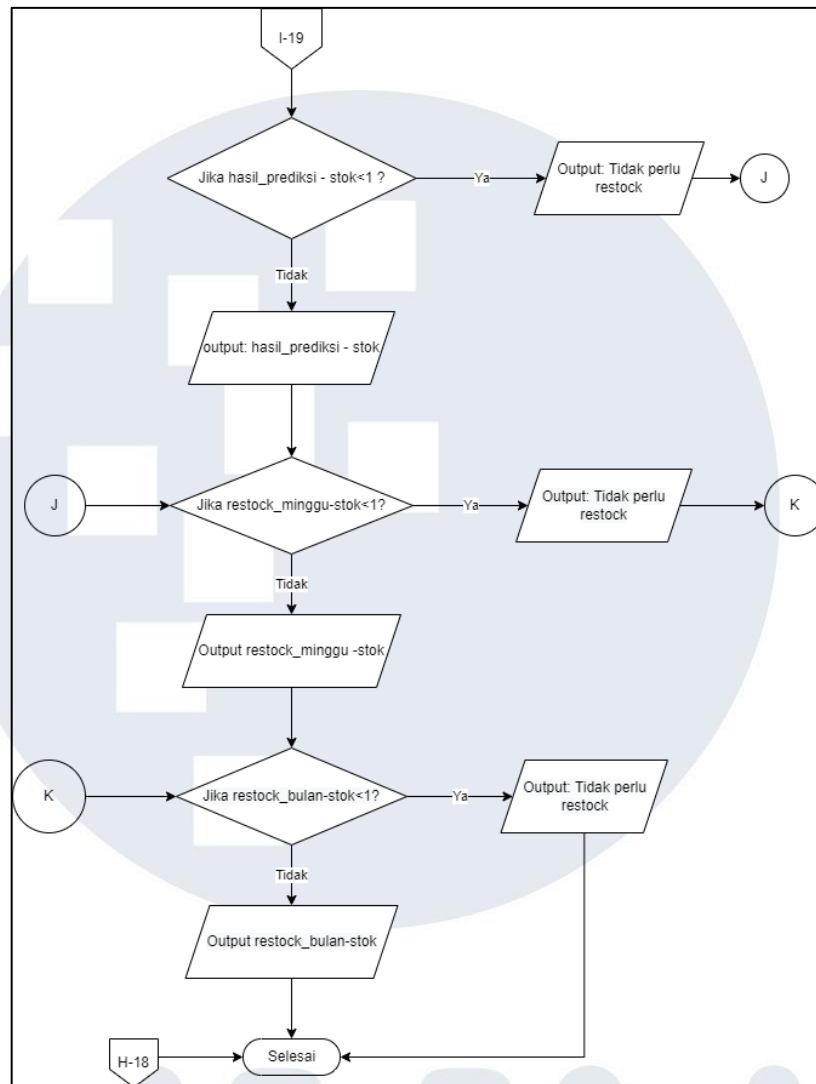 I-19
Jika hasil_prediksi - stok<1 ?
Ya
Output: Tidak perlu
restock
J
Tidak
output: hasil_prediksi - stok
J
Jika restock_minggu-stok<1?
Ya
Output: Tidak perlu
restock
K
Tidak
Output restock_minggu -stok
K
Jika restock_bulan-stok<1?
Ya
Output: Tidak perlu
restock
Tidak
Output restock_bulan-stok
H-18
Selesai